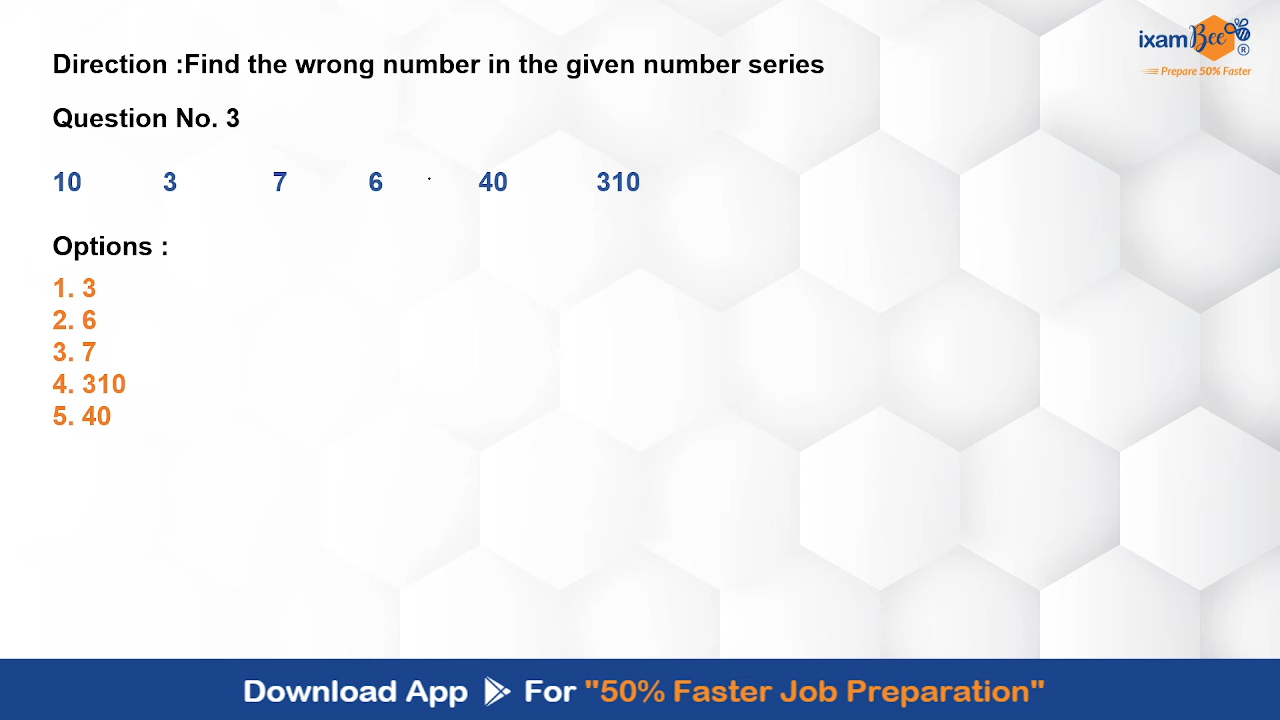 ixamBee®
Prepare 50% Faster
Direction :Find the wrong number in the given number series
Question No. 3
10 3 7 6 40 310
Options :
1. 3
2. 6
3. 7
4. 310
5. 40
Download App For "50% Faster Job Preparation"